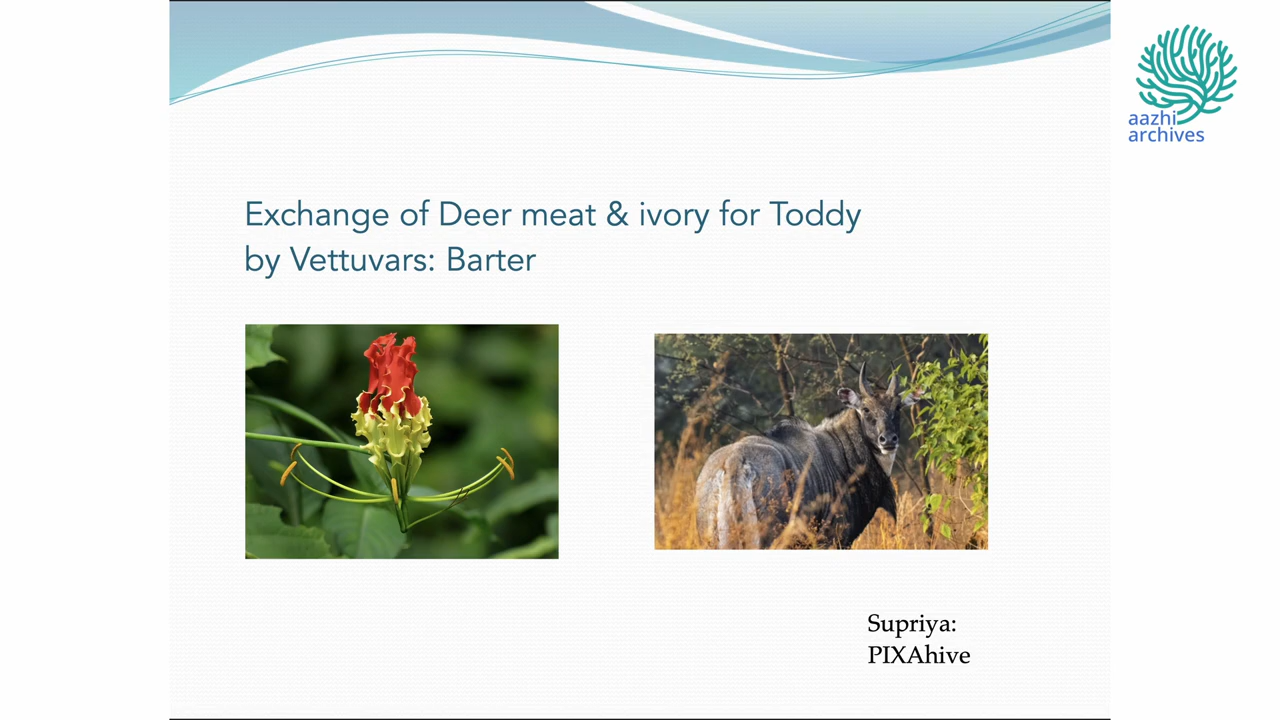 aazhi
archives
Exchange of Deer meat & ivory for Toddy
by Vettuvars: Barter
Supriya:
PIXAhive